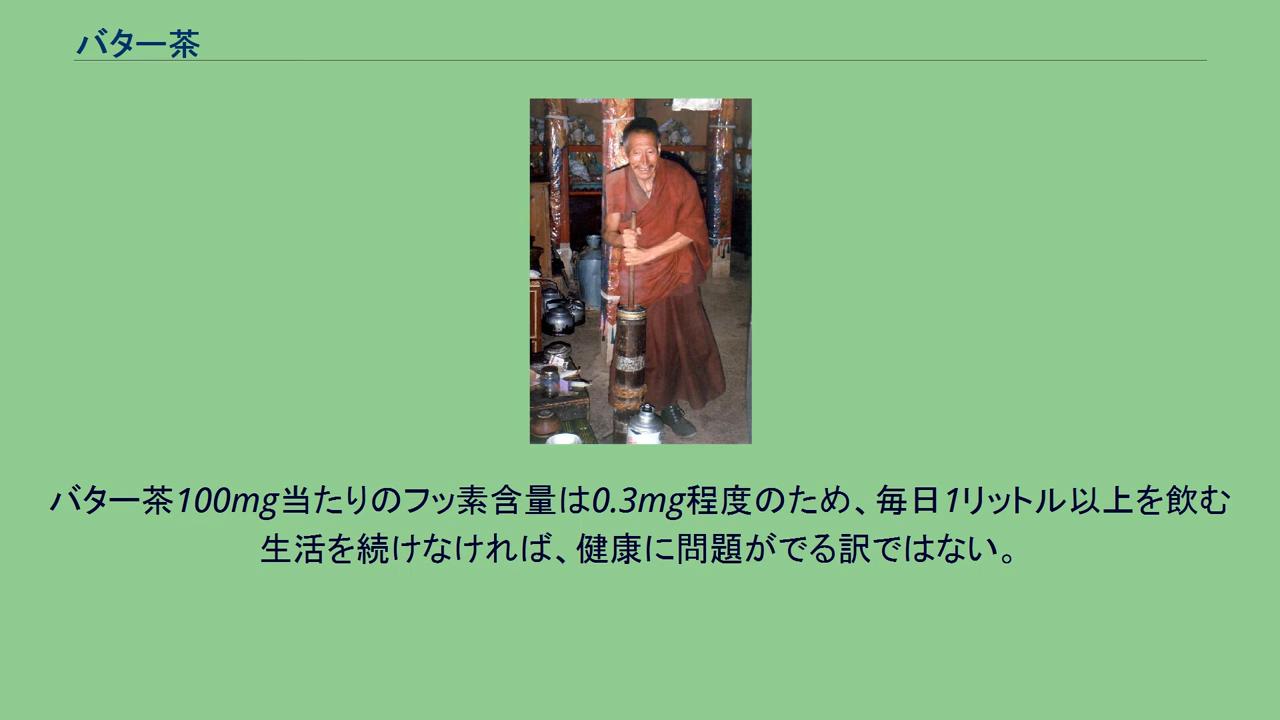 バター茶
バター茶100mg当たりのフッ素含量は0.3mg程度のため、毎日1リットル以上を飲む
生活を続けなければ、健康に問題がでる訳ではない。